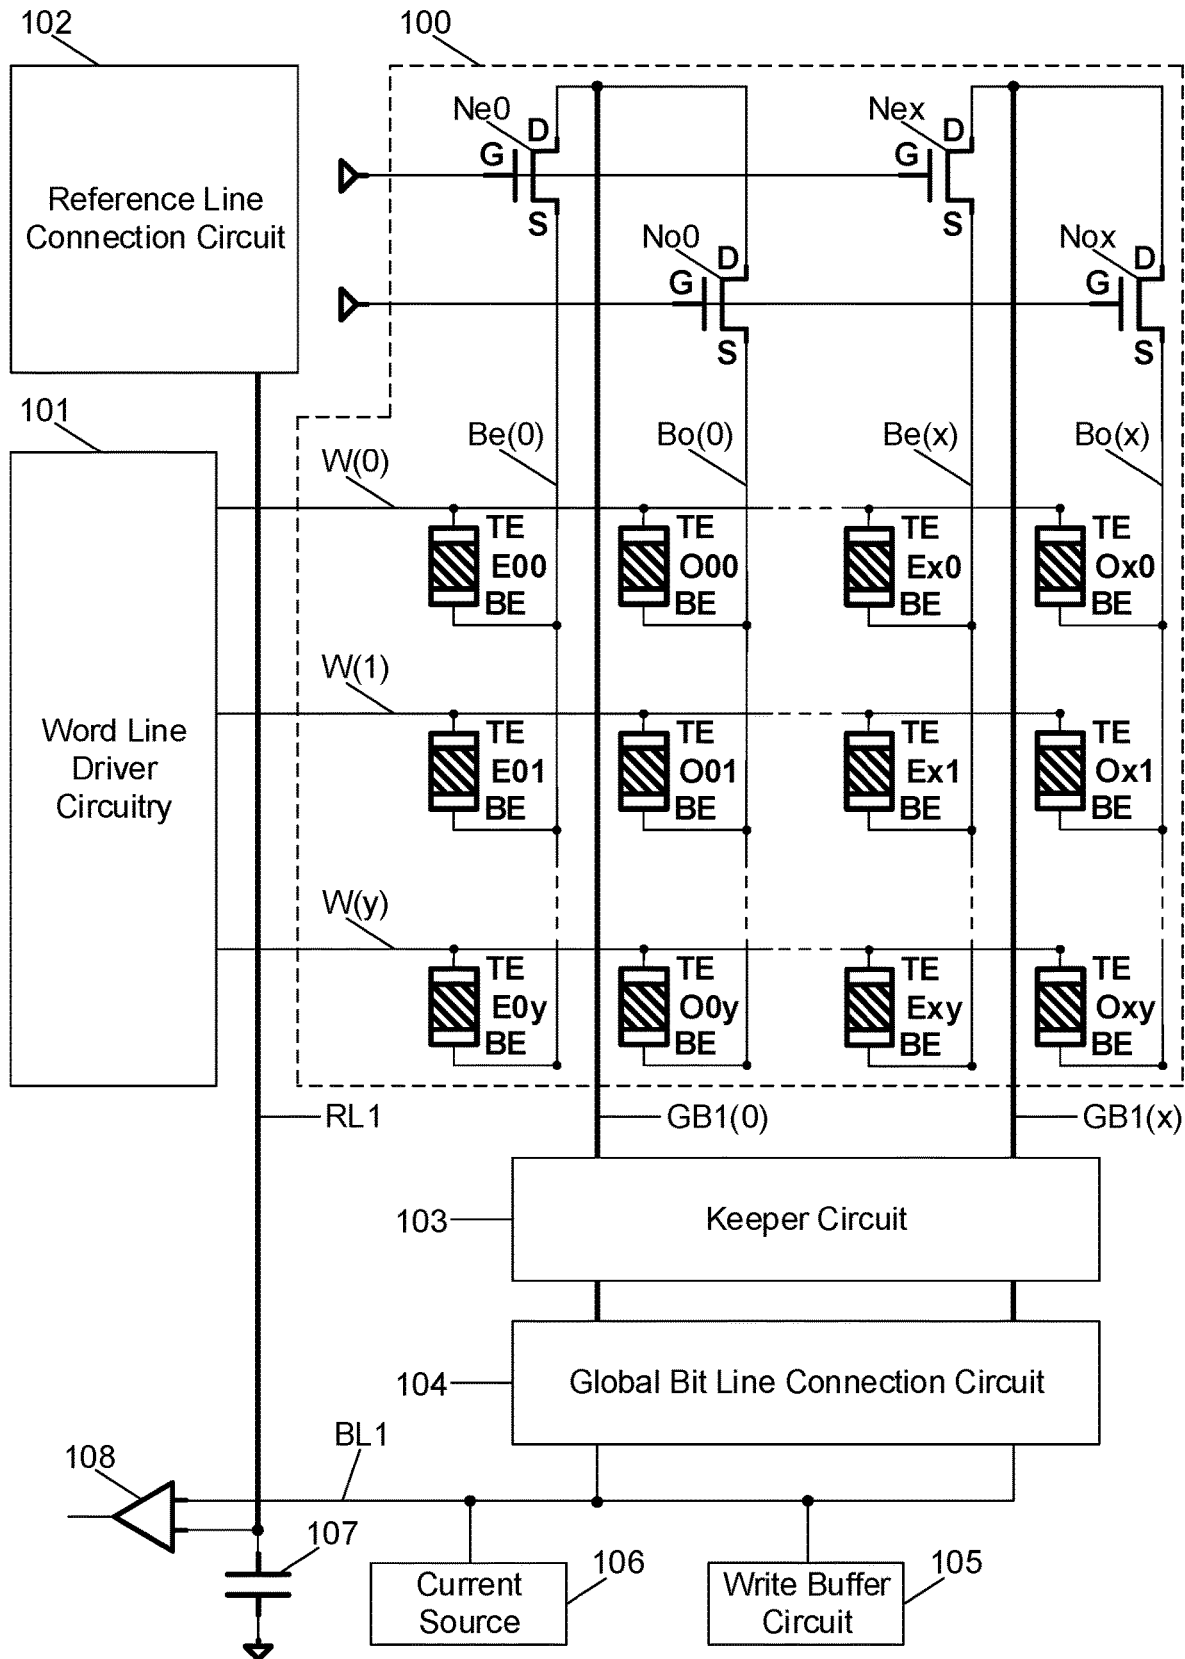 102
100
Reference Line
Connection Circuit
Ne0
D
G
S
Nex
D
G
S
No0
D
G
S
Nox
D
G
S
101
Word Line
Driver
Circuitry
Be(0)
Bo(0)
Be(x)
Bo(x)
W(0)
TE
E00
BE
TE
O00
BE
TE
Ex0
BE
TE
Ox0
BE
W(1)
TE
E01
BE
TE
O01
BE
TE
Ex1
BE
TE
Ox1
BE
W(y)
TE
E0y
BE
TE
O0y
BE
TE
Exy
BE
TE
Oxy
BE
RL1
GB1(0)
GB1(x)
103
Keeper Circuit
104
Global Bit Line Connection Circuit
BL1
108
107
Current
Source
106
Write Buffer
Circuit
105